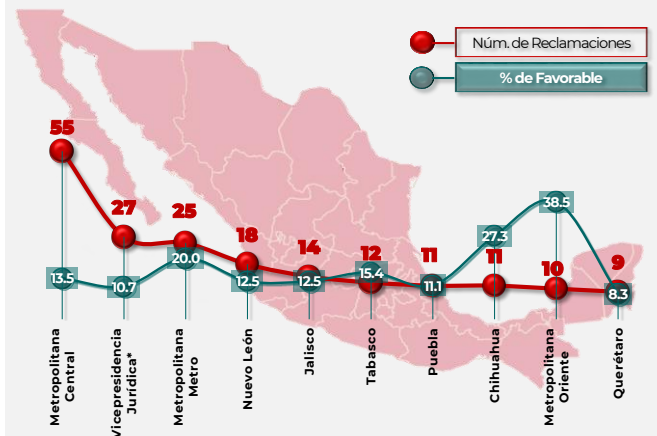 Núm. de Reclamaciones
% de Favorable
55
27
25
18
14
12
11
11
10
9
13.5
10.7
20.0
12.5
12.5
15.4
11.1
27.3
38.5
8.3
Metropolitana
Central
Vicepresidencia
Jurídica*
Metropolitana
Metro
Nuevo León
Jalisco
Tabasco
Puebla
Chihuahua
Metropolitana
Oriente
Querétaro